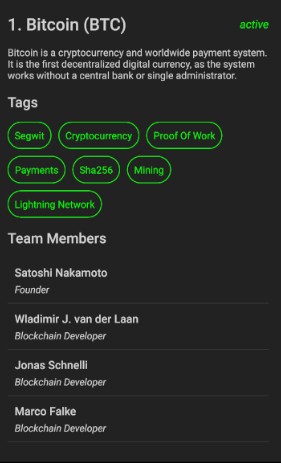 1. Bitcoin (BTC)
active
Bitcoin is a cryptocurrency and worldwide payment system.
It is the first decentralized digital currency, as the system
works without a central bank or single administrator.
Tags
Segwit
Cryptocurrency
Proof Of Work
Payments
Sha256
Mining
Lightning Network
Team Members
Satoshi Nakamoto
Founder
Wladimir J. van der Laan
Blockchain Developer
Jonas Schnelli
Blockchain Developer
Marco Falke
Blockchain Developer